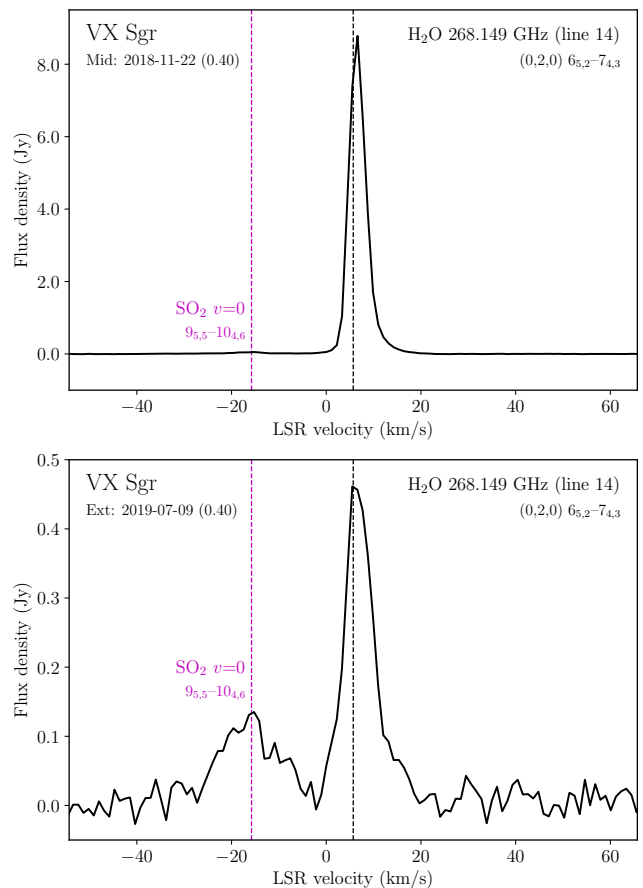 VX Sgr
H₂O 268.149 GHz (line 14)
Mid: 2018-11-22 (0.40)
(0,2,0) 6₅,₂–7₄,₃
SO₂ v=0
9₅,₅–10₄,₆
Flux density (Jy)
8.0
6.0
4.0
2.0
0.0
−40 −20 0 20 40 60
LSR velocity (km/s)
VX Sgr
H₂O 268.149 GHz (line 14)
Ext: 2019-07-09 (0.40)
(0,2,0) 6₅,₂–7₄,₃
SO₂ v=0
9₅,₅–10₄,₆
Flux density (Jy)
0.5
0.4
0.3
0.2
0.1
0.0
−40 −20 0 20 40 60
LSR velocity (km/s)